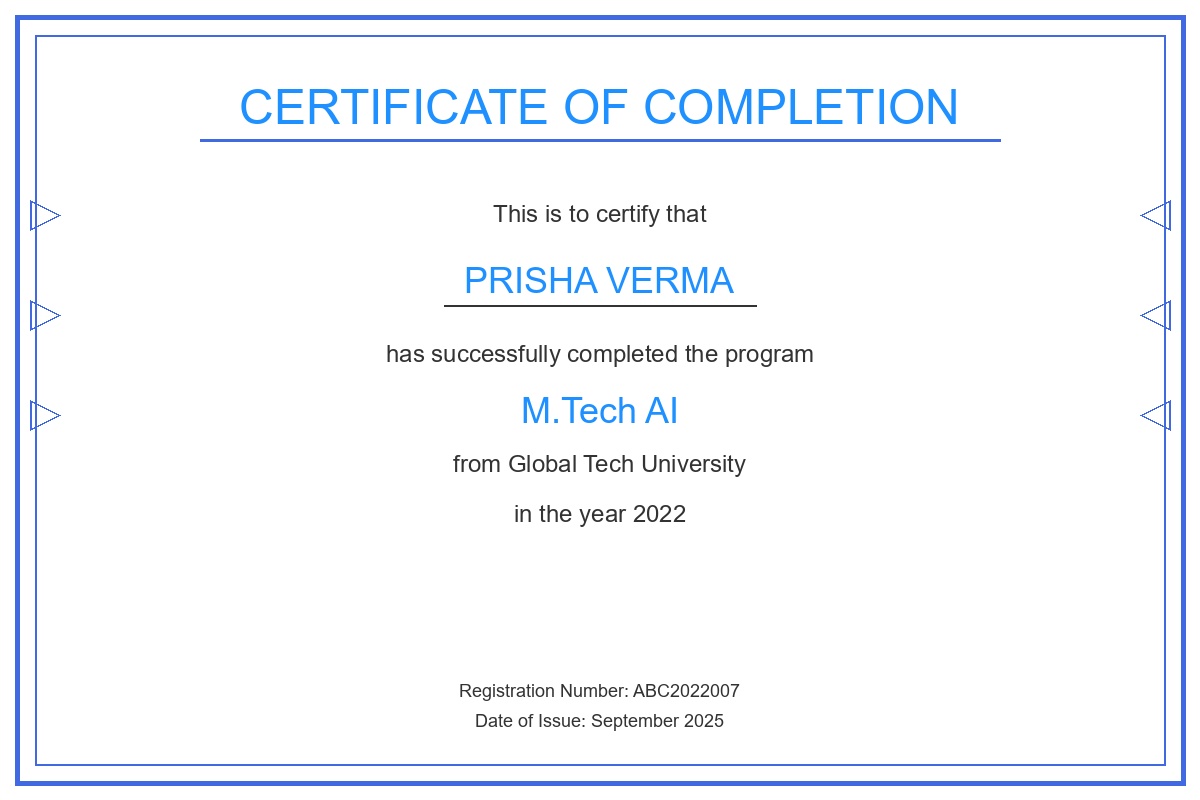 CERTIFICATE OF COMPLETION
This is to certify that
PRISHA VERMA
has successfully completed the program
M.Tech AI
from Global Tech University
in the year 2022
Registration Number: ABC2022007
Date of Issue: September 2025